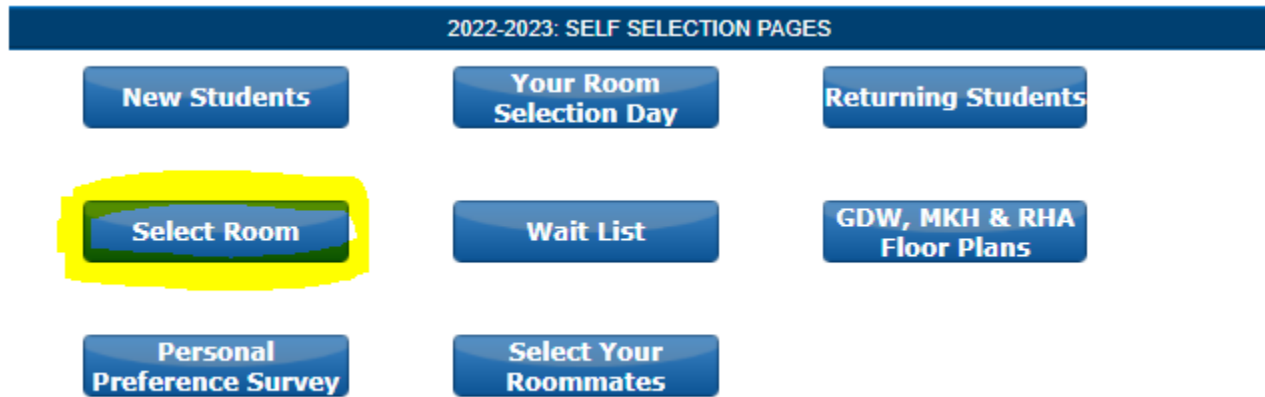 2022-2023: SELF SELECTION PAGES
New Students
Your Room
Selection Day
Returning Students
Select Room
Wait List
GDW, MKH & RHA
Floor Plans
Personal
Preference Survey
Select Your
Roommates